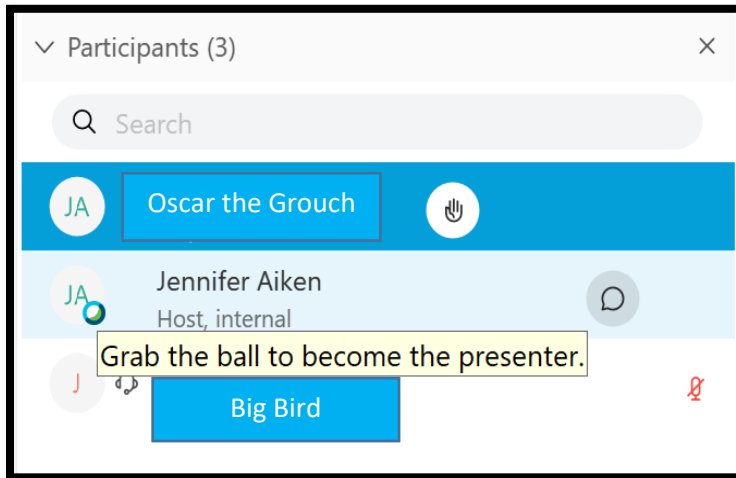 Participants (3)
Search
JA Oscar the Grouch
JA Jennifer Aiken
Host, internal
Grab the ball to become the presenter.
J
Big Bird